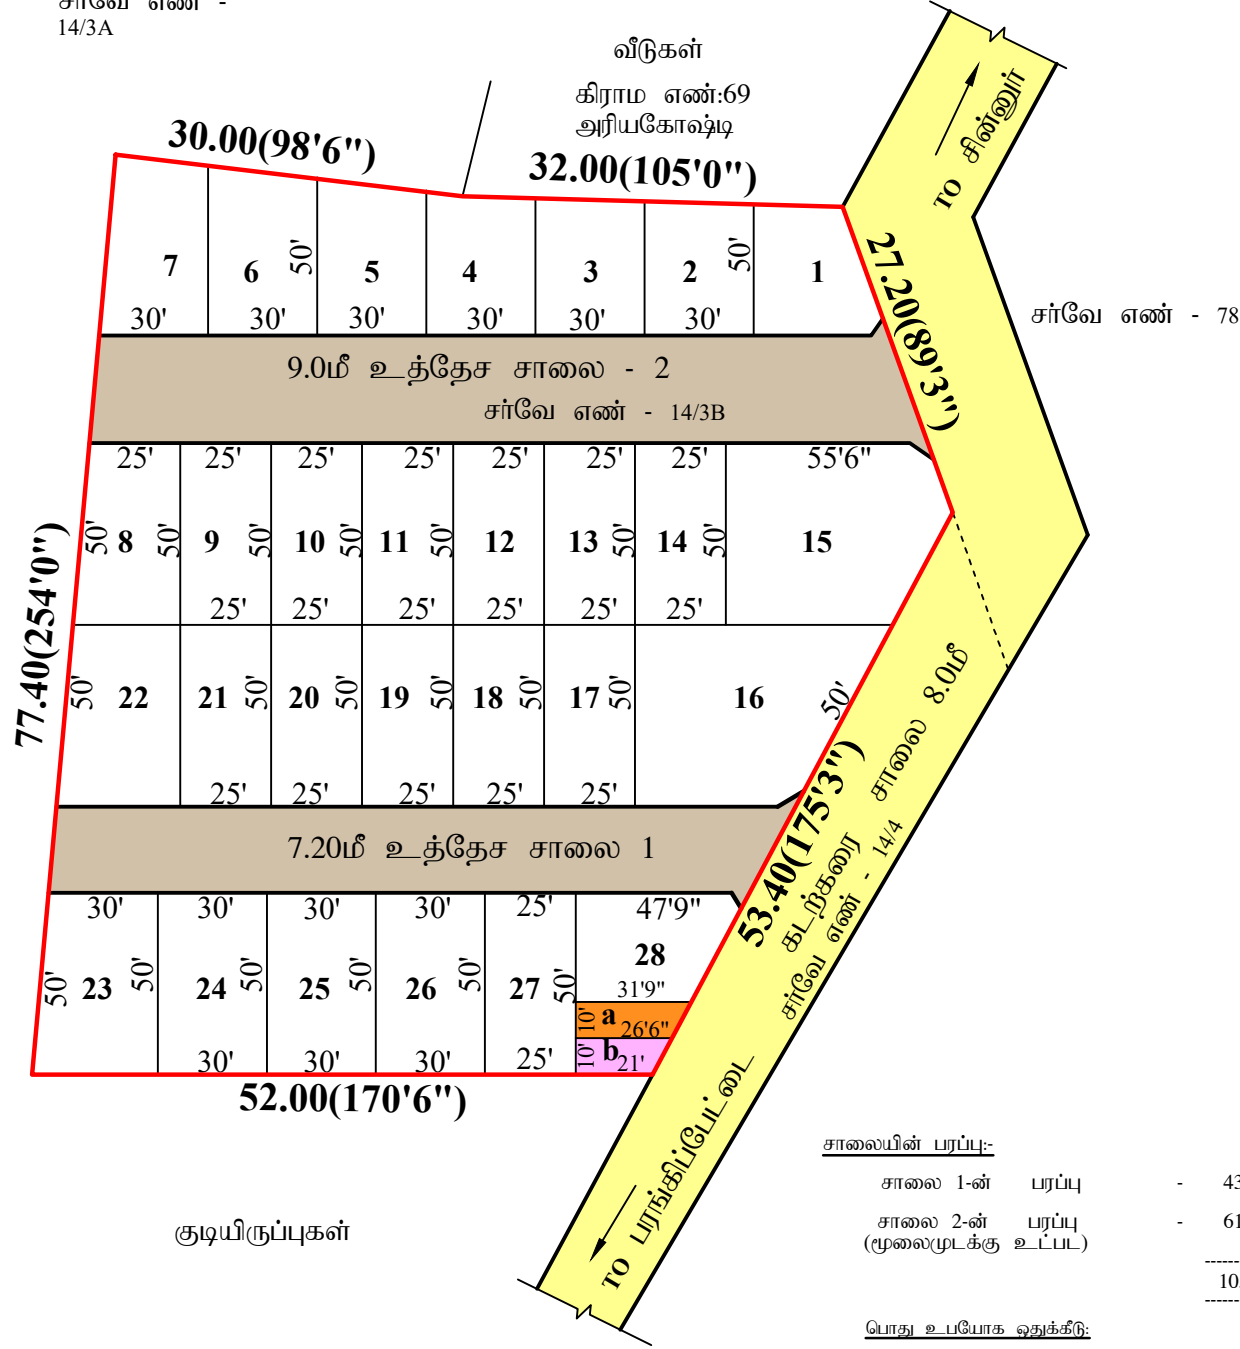 சர்வே எண் -
14/3A
வீடுகள்
கிராம எண்:69
அரியகோஷ்டி
30.00(98'6")
32.00(105'0")
TO சின்னூர்
27.20(89'3")
சர்வே எண் - 78
7 6 50' 5 4 3 2 50' 1
30' 30' 30' 30' 30' 30'
9.0மீ உத்தேச சாலை - 2
சர்வே எண் - 14/3B
25' 25' 25' 25' 25' 25' 25' 55'6"
50' 8 50' 9 50' 10 50' 11 50' 12 13 50' 14 50' 15
25' 25' 25' 25' 25' 25'
77.40(254'0")
50' 22 21 50' 20 50' 19 50' 18 50' 17 50' 16 50'
25' 25' 25' 25' 25'
7.20மீ உத்தேச சாலை 1
53.40(175'3")
கடற்கரை சாலை 8.0மீ
சர்வே எண் - 14/4
30' 30' 30' 30' 25' 47'9"
50' 23 50' 24 50' 25 26 50' 27 50' 28
31'9"
10' a 26'6"
10' b 21'
30' 30' 30' 25'
52.00(170'6")
TO பரங்கிப்பேட்டை
குடியிருப்புகள்
சாலையின் பரப்பு:-
சாலை 1-ன் பரப்பு - 43
சாலை 2-ன் பரப்பு - 61
(மூலைமுடக்கு உட்பட)
------
10
------
பொது உபயோக ஒதுக்கீடு: